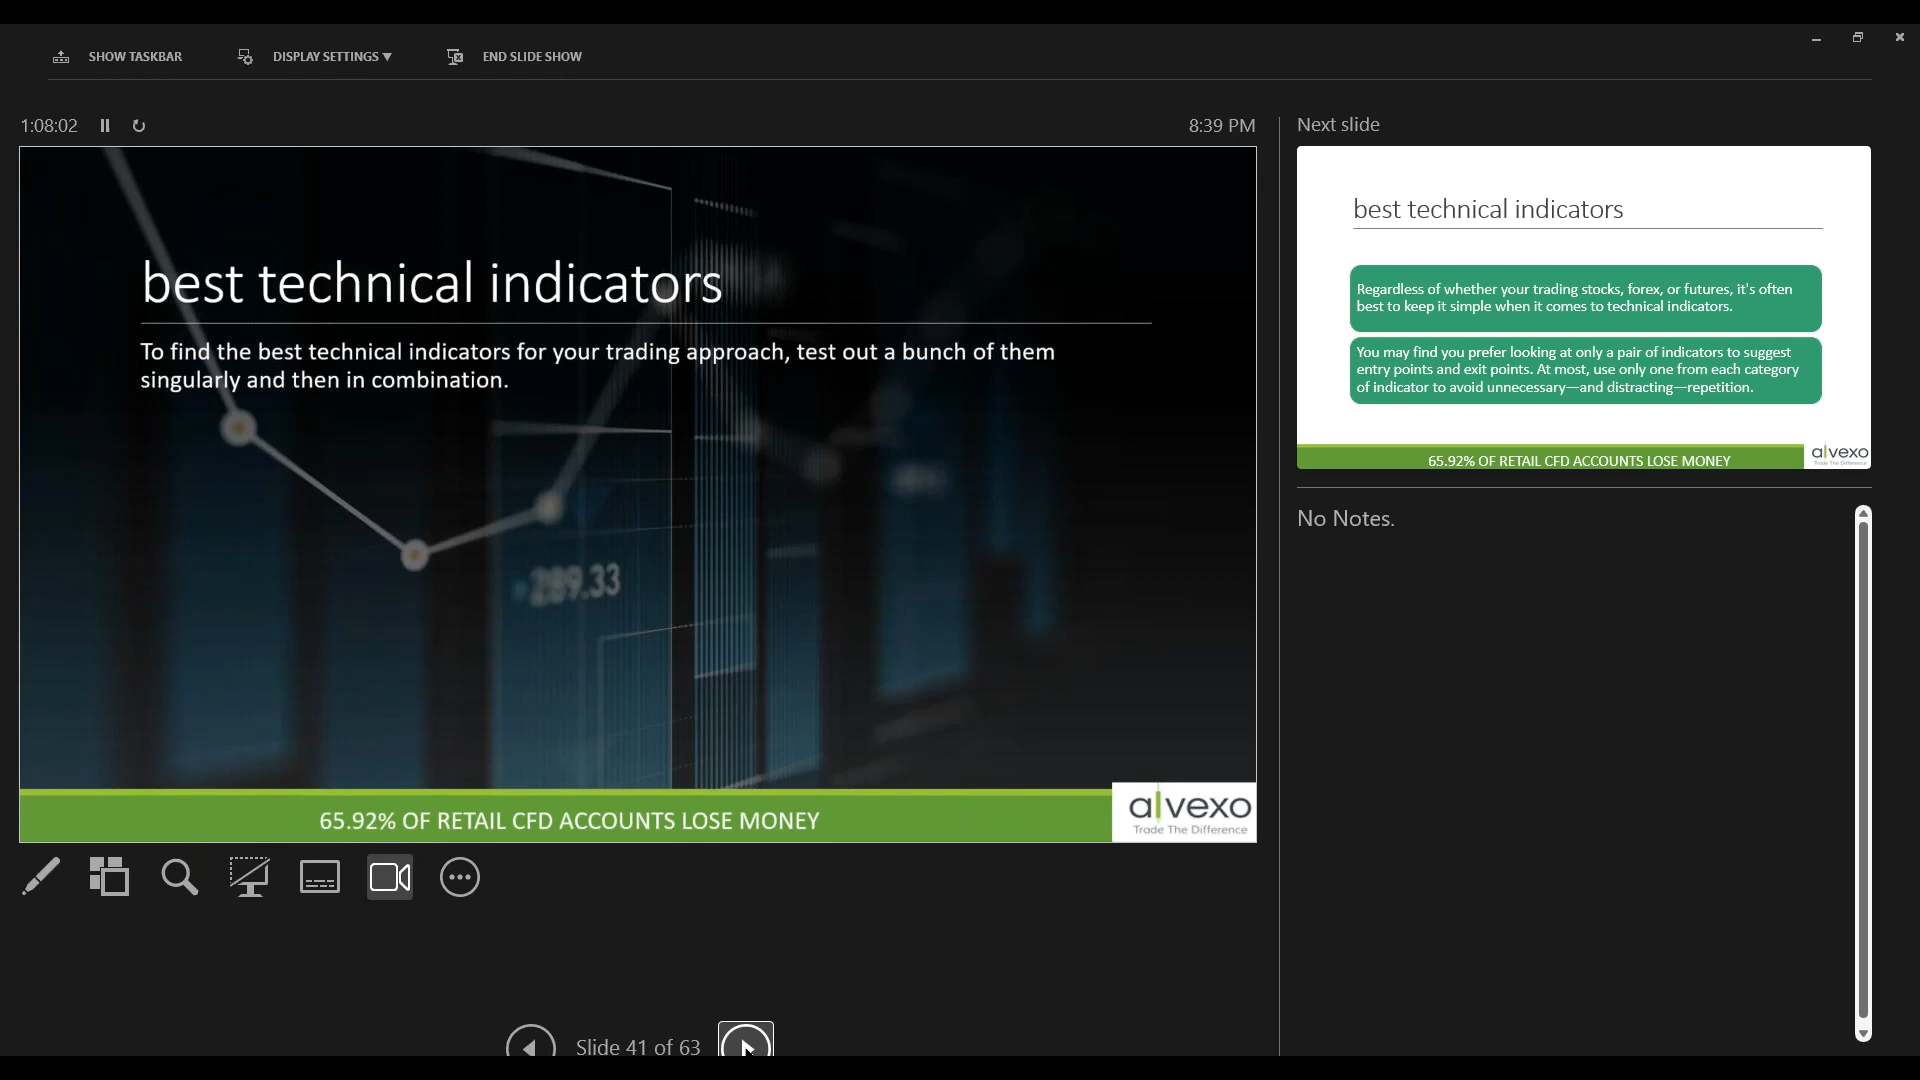 SHOW TASKBAR
DISPLAY SETTINGS ▼
END SLIDE SHOW
1:08:02
8:39 PM
best technical indicators
To find the best technical indicators for your trading approach, test out a bunch of them
singularly and then in combination.
289.33
65.92% OF RETAIL CFD ACCOUNTS LOSE MONEY
alvexo
Trade The Difference
Slide 41 of 63
Next slide
best technical indicators
Regardless of whether your trading stocks, forex, or futures, it's often
best to keep it simple when it comes to technical indicators.
You may find you prefer looking at only a pair of indicators to suggest
entry points and exit points. At most, use only one from each category
of indicator to avoid unnecessary—and distracting—repetition.
65.92% OF RETAIL CFD ACCOUNTS LOSE MONEY
alvexo
Trade The Difference
No Notes.